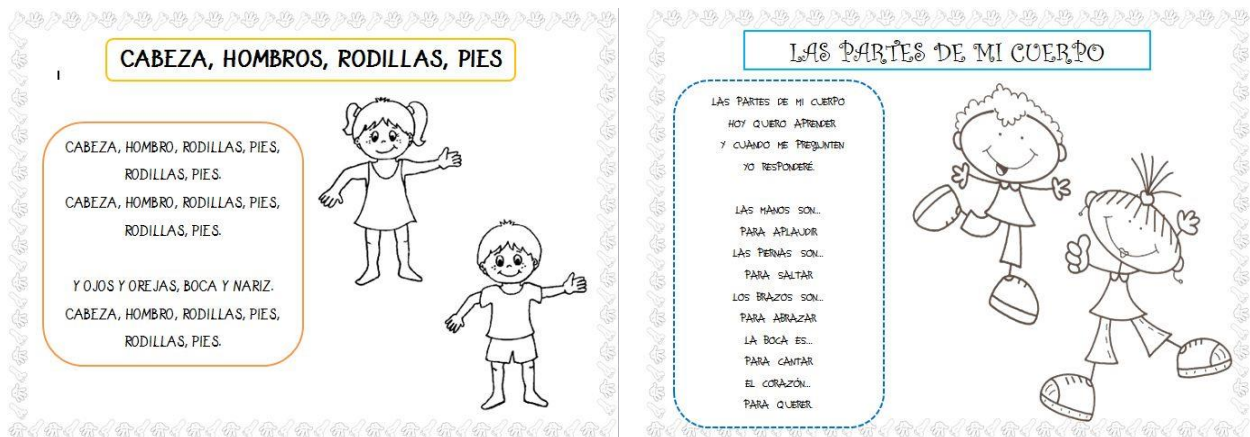 CABEZA, HOMBROS, RODILLAS, PIES
CABEZA, HOMBRO, RODILLAS, PIES,
RODILLAS, PIES.
CABEZA, HOMBRO, RODILLAS, PIES,
RODILLAS, PIES.
Y OJOS Y OREJAS, BOCA Y NARIZ.
CABEZA, HOMBRO, RODILLAS, PIES,
RODILLAS, PIES.
LAS PARTES DE MI CUERPO
LAS PARTES DE MI CUERPO
HOY QUIERO APRENDER
Y CUANDO ME PREGUNTEN
YO RESPONDERÉ.
LAS MANOS SON...
PARA APLAUDIR
LAS PIERNAS SON...
PARA SALTAR
LOS BRAZOS SON...
PARA ABRAZAR
LA BOCA ES...
PARA CANTAR
EL CORAZÓN...
PARA QUERER